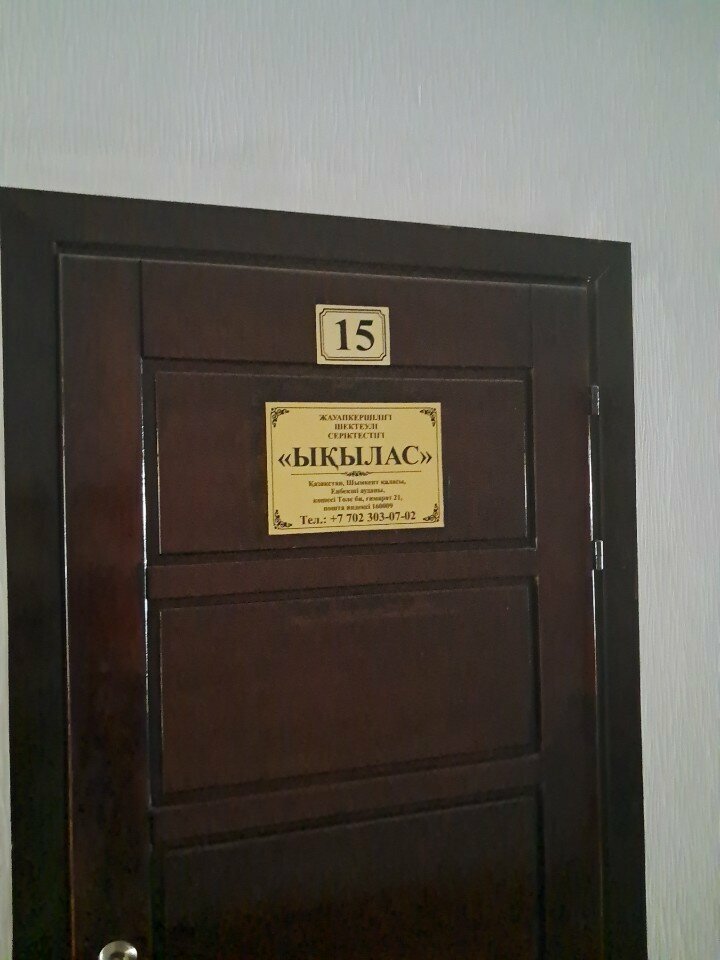 15
ЖАУАПКЕРШІЛІГІ
ШЕКТЕУЛІ
СЕРІКТЕСТІГІ
«ЫҚЫЛАС»
Қазақстан, Шымкент қаласы,
Еңбекші ауданы,
көшесі Төле би, ғимарат 21,
пошта индексі 160009
Тел.: +7 702 303-07-02